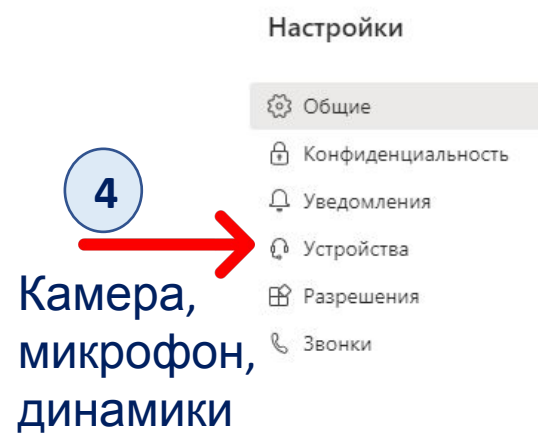 Настройки
Общие
Конфиденциальность
Уведомления
Устройства
Разрешения
Звонки
4
Камера,
микрофон,
динамики